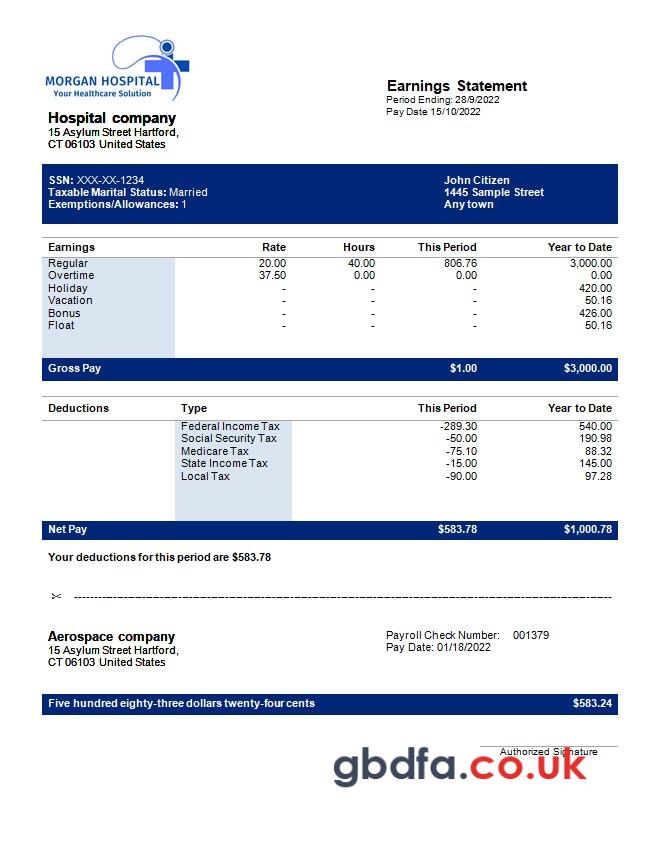 MORGAN HOSPITAL
Your Healthcare Solution
Earnings Statement
Period Ending: 28/9/2022
Pay Date 15/10/2022
Hospital company
15 Asylum Street Hartford,
CT 06103 United States
SSN: XXX-XX-1234 John Citizen
Taxable Marital Status: Married 1445 Sample Street
Exemptions/Allowances: 1 Any town
Earnings Rate Hours This Period Year to Date
Regular 20.00 40.00 806.76 3,000.00
Overtime 37.50 0.00 0.00 0.00
Holiday - - - 420.00
Vacation - - - 50.16
Bonus - - - 426.00
Float - - - 50.16
Gross Pay $1.00 $3,000.00
Deductions Type This Period Year to Date
Federal Income Tax -289.30 540.00
Social Security Tax -50.00 190.98
Medicare Tax -75.10 88.32
State Income Tax -15.00 145.00
Local Tax -90.00 97.28
Net Pay $583.78 $1,000.78
Your deductions for this period are $583.78
Aerospace company
15 Asylum Street Hartford,
CT 06103 United States
Payroll Check Number: 001379
Pay Date: 01/18/2022
Five hundred eighty-three dollars twenty-four cents $583.24
Authorized Signature
gbdfa.co.uk